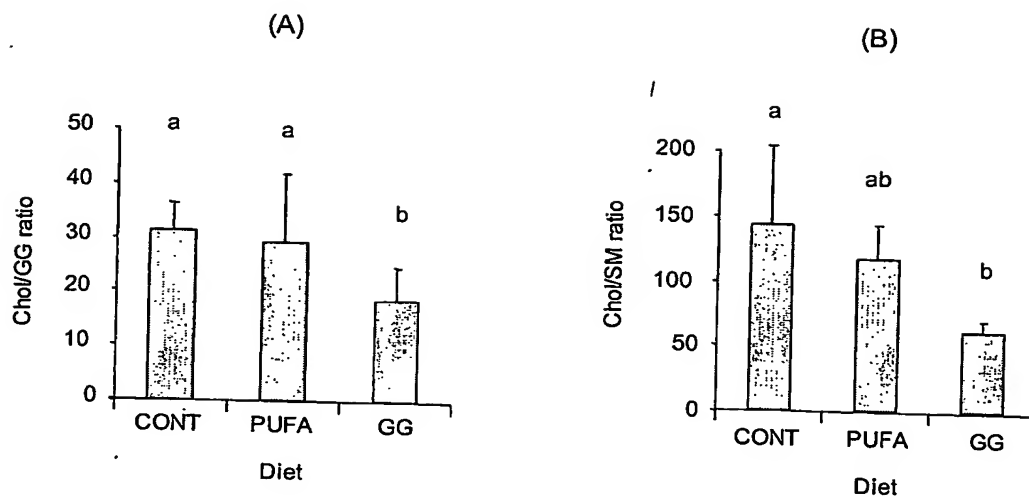 (A)
50
40
30
20
10
0
Chol/GG ratio
a
a
b
CONT
PUFA
GG
Diet
(B)
200
150
100
50
0
Chol/SM ratio
a
ab
b
CONT
PUFA
GG
Diet